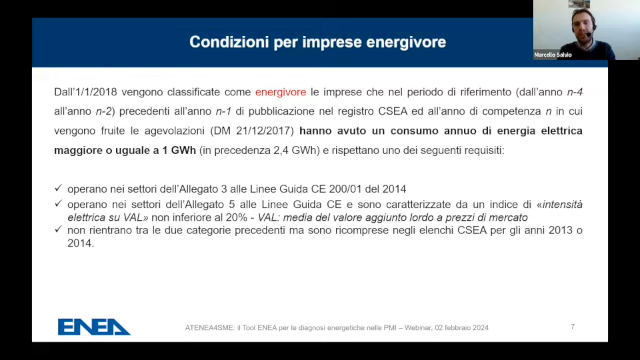 Condizioni per imprese energivore
Marcello Salvio
Dall'1/1/2018 vengono classificate come energivore le imprese che nel periodo di riferimento (dall'anno n-4
all'anno n-2) precedenti all'anno n-1 di pubblicazione nel registro CSEA ed all'anno di competenza n in cui
vengono fruite le agevolazioni (DM 21/12/2017) hanno avuto un consumo annuo di energia elettrica
maggiore o uguale a 1 GWh (in precedenza 2,4 GWh) e rispettano uno dei seguenti requisiti:
✓ operano nei settori dell'Allegato 3 alle Linee Guida CE 200/01 del 2014
✓ operano nei settori dell'Allegato 5 alle Linee Guida CE e sono caratterizzate da un indice di «intensità
elettrica su VAL» non inferiore al 20% - VAL: media del valore aggiunto lordo a prezzi di mercato
✓ non rientrano tra le due categorie precedenti ma sono ricomprese negli elenchi CSEA per gli anni 2013 o
2014.
ENEA
ATENEA4SME: il Tool ENEA per le diagnosi energetiche nelle PMI – Webinar, 02 febbraio 2024
7